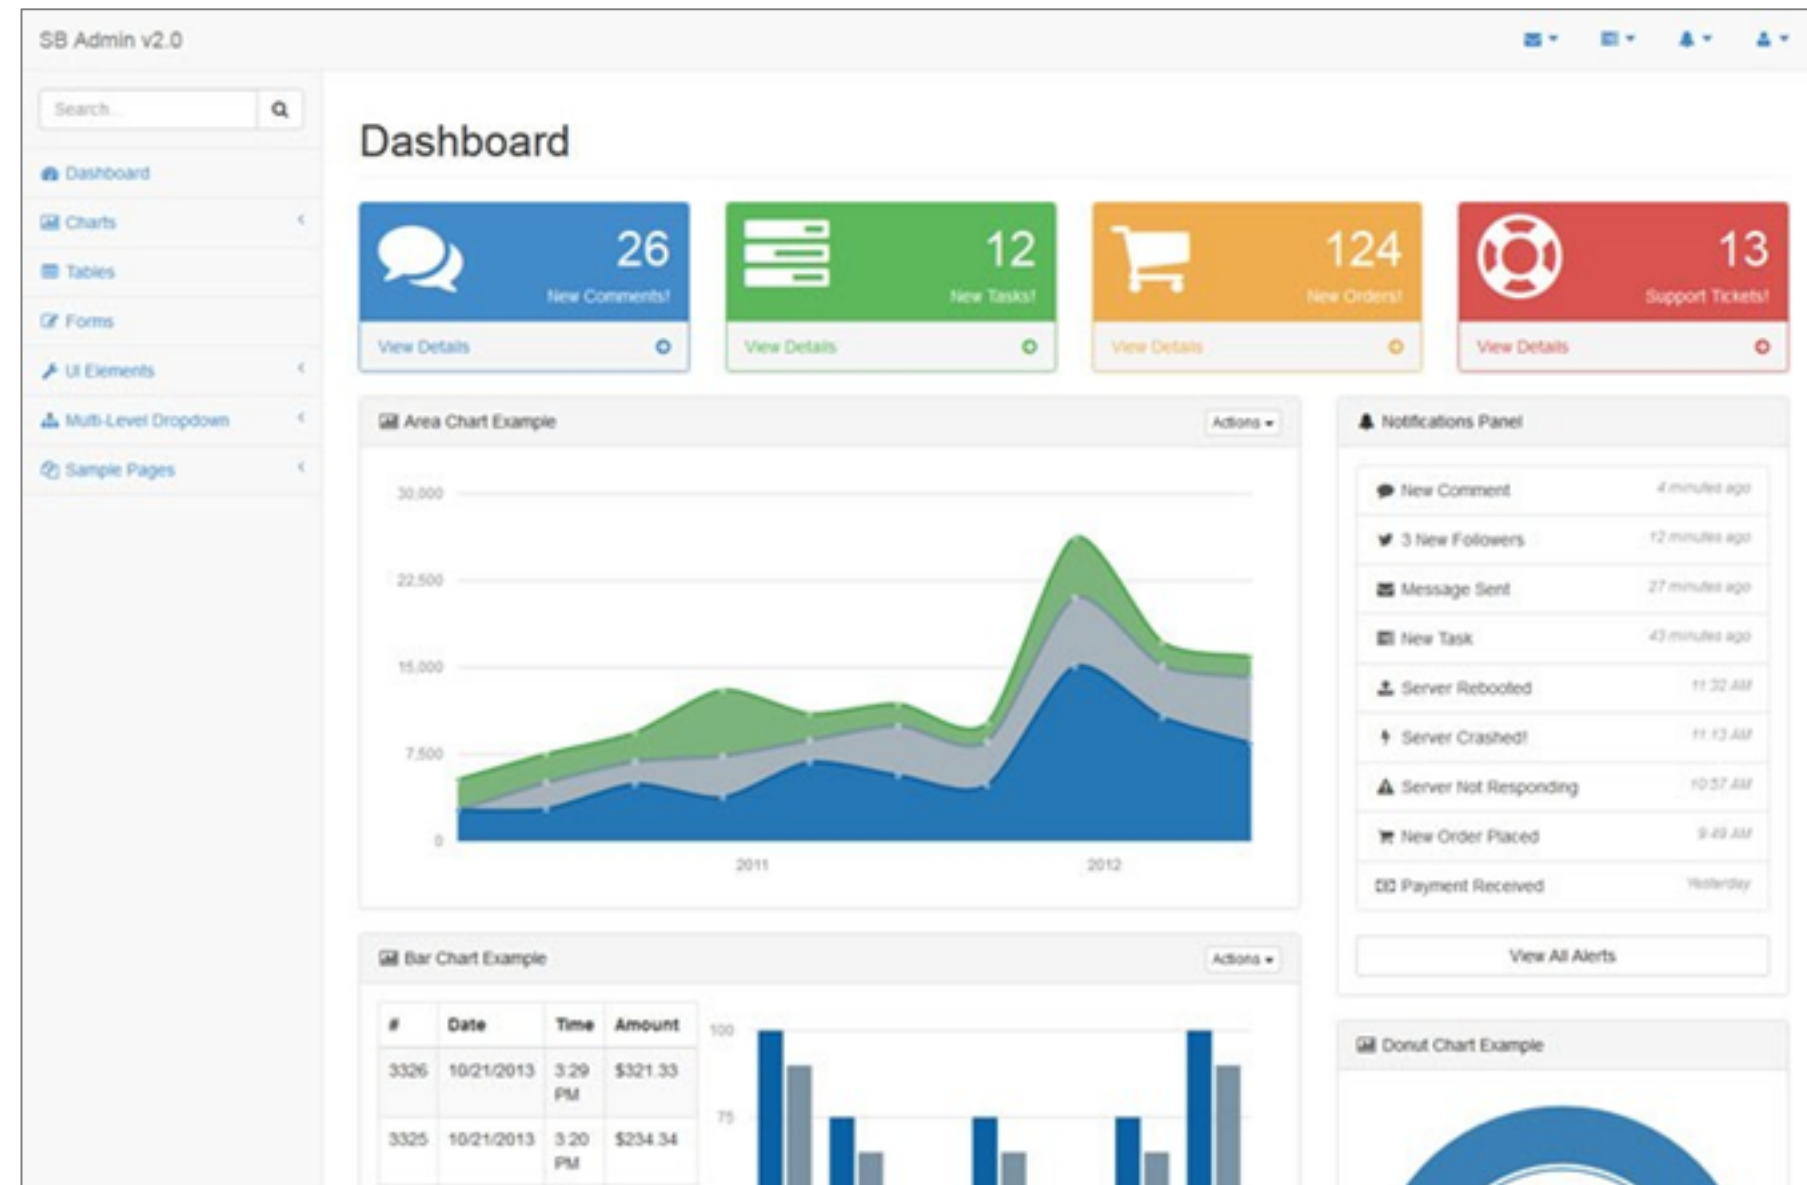 SB Admin v2.0
Search...
Dashboard
Charts
Tables
Forms
UI Elements
Multi-Level Dropdown
Sample Pages
Dashboard
26
New Comments!
View Details
12
New Tasks!
View Details
124
New Orders!
View Details
13
Support Tickets!
View Details
Area Chart Example
Actions
30,000
22,500
15,000
7,500
0
2011
2012
Notifications Panel
New Comment 4 minutes ago
3 New Followers 12 minutes ago
Message Sent 27 minutes ago
New Task 43 minutes ago
Server Rebooted 11:32 AM
Server Crashed! 11:13 AM
Server Not Responding 10:57 AM
New Order Placed 9:49 AM
Payment Received Yesterday
View All Alerts
Bar Chart Example
Actions
# Date Time Amount
3326 10/21/2013 3:29 PM $321.33
3325 10/21/2013 3:20 PM $234.34
100
75
Donut Chart Example